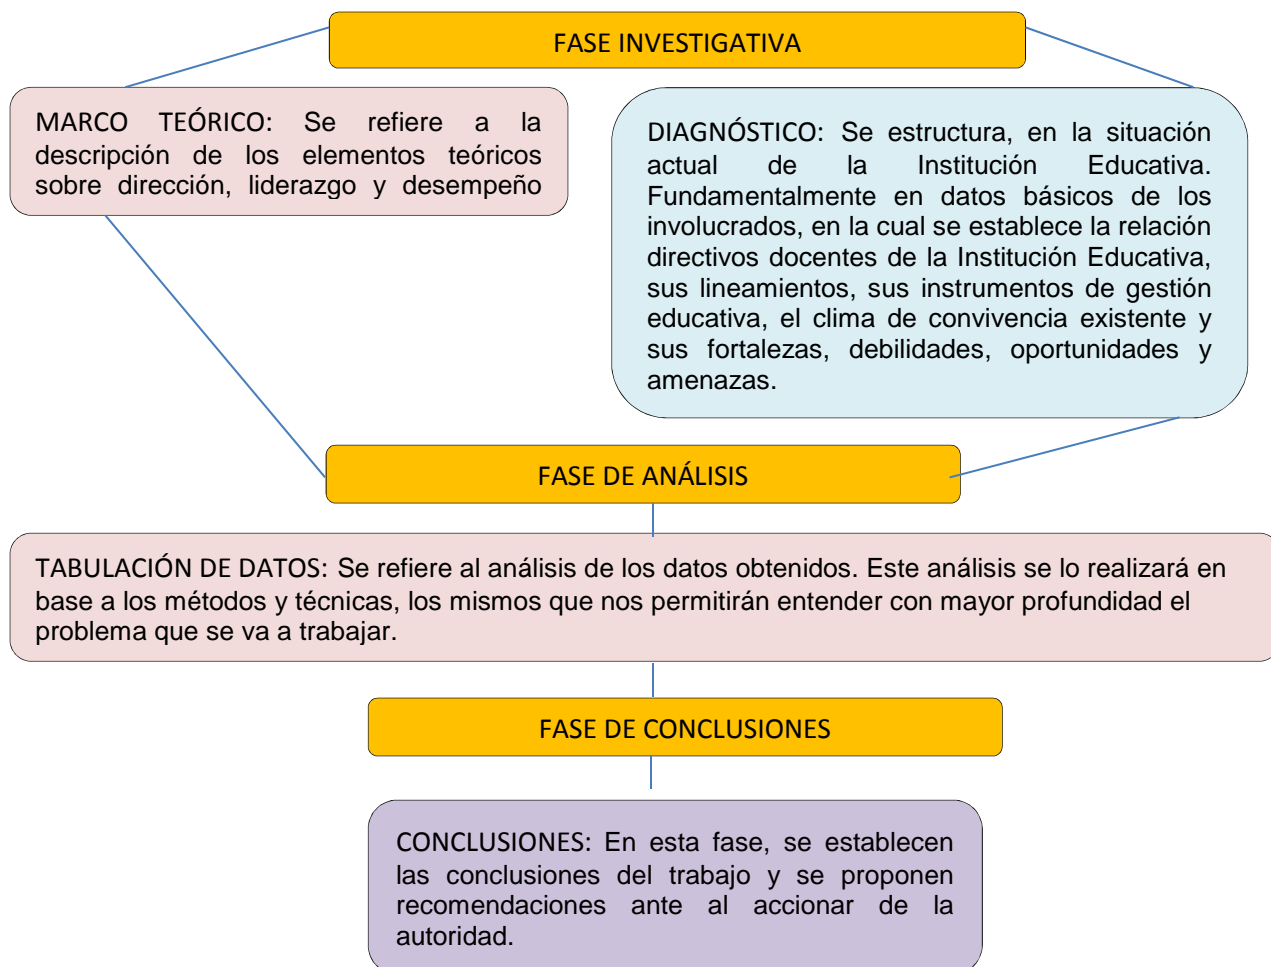 FASE INVESTIGATIVA
MARCO TEÓRICO: Se refiere a la
descripción de los elementos teóricos
sobre dirección, liderazgo y desempeño
DIAGNÓSTICO: Se estructura, en la situación
actual de la Institución Educativa.
Fundamentalmente en datos básicos de los
involucrados, en la cual se establece la relación
directivos docentes de la Institución Educativa,
sus lineamientos, sus instrumentos de gestión
educativa, el clima de convivencia existente y
sus fortalezas, debilidades, oportunidades y
amenazas.
FASE DE ANÁLISIS
TABULACIÓN DE DATOS: Se refiere al análisis de los datos obtenidos. Este análisis se lo realizará en
base a los métodos y técnicas, los mismos que nos permitirán entender con mayor profundidad el
problema que se va a trabajar.
FASE DE CONCLUSIONES
CONCLUSIONES: En esta fase, se establecen
las conclusiones del trabajo y se proponen
recomendaciones ante al accionar de la
autoridad.